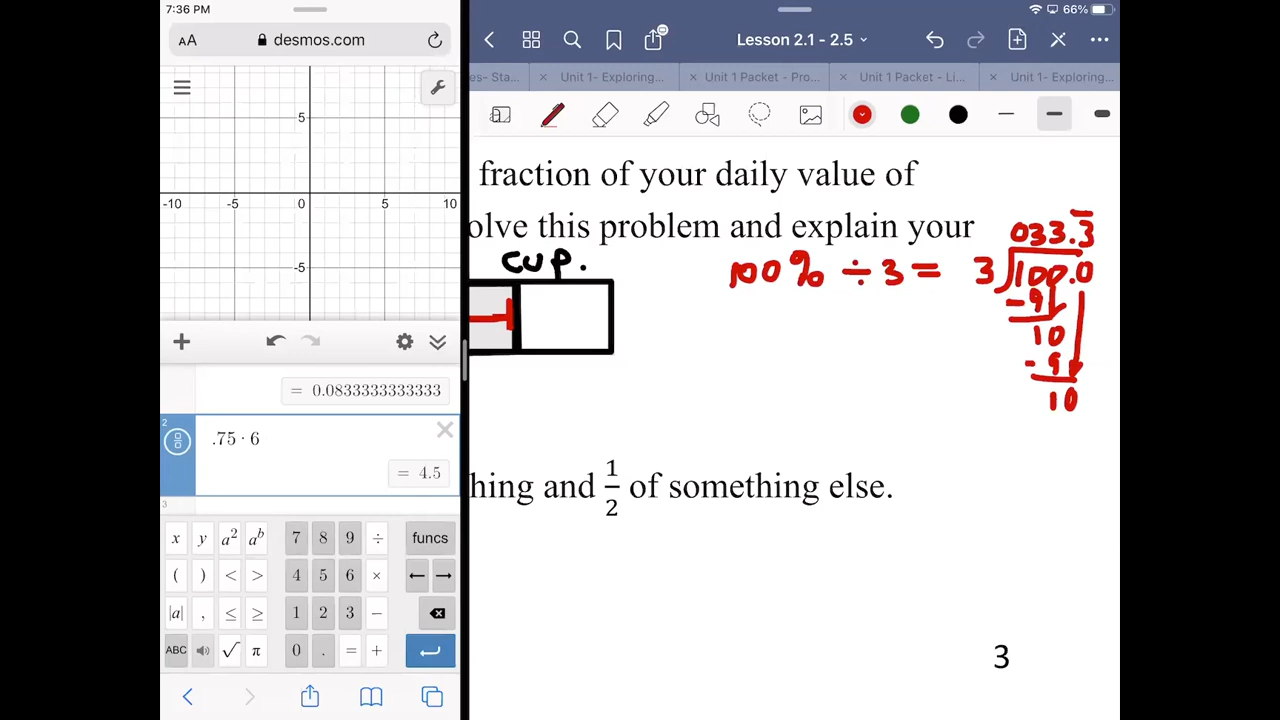 7:36 PM
66%
AA desmos.com
Lesson 2.1 - 2.5
es- Sta...
Unit 1- Exploring...
Unit 1 Packet - Pro...
Unit 1 Packet - Li...
Unit 1- Exploring...
5
-10 -5 0 5 10
-5
= 0.0833333333333
2
.75 · 6
= 4.5
3
x y a² aᵇ 7 8 9 ÷ funcs
( ) < > 4 5 6 × ← →
|a| , ≤ ≥ 1 2 3 −
ABC √ π 0 . = +
fraction of your daily value of
olve this problem and explain your
cup.
100% ÷ 3 =
033.3̅
3 100.0
-9
10
-9
10
hing and 1/2 of something else.
3